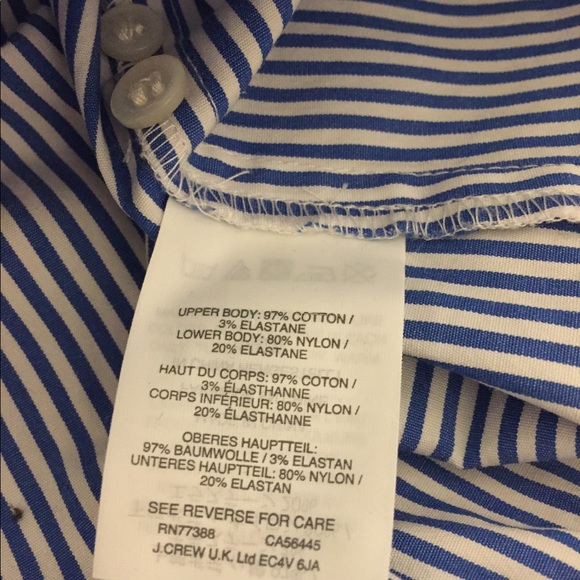 UPPER BODY: 97% COTTON /
3% ELASTANE
LOWER BODY: 80% NYLON /
20% ELASTANE
HAUT DU CORPS: 97% COTON /
3% ÉLASTHANNE
CORPS INFÉRIEUR: 80% NYLON /
20% ÉLASTHANNE
OBERES HAUPTTEIL:
97% BAUMWOLLE / 3% ELASTAN
UNTERES HAUPTTEIL: 80% NYLON /
20% ELASTAN
SEE REVERSE FOR CARE
RN77388 CA56445
J.CREW U.K. Ltd EC4V 6JA